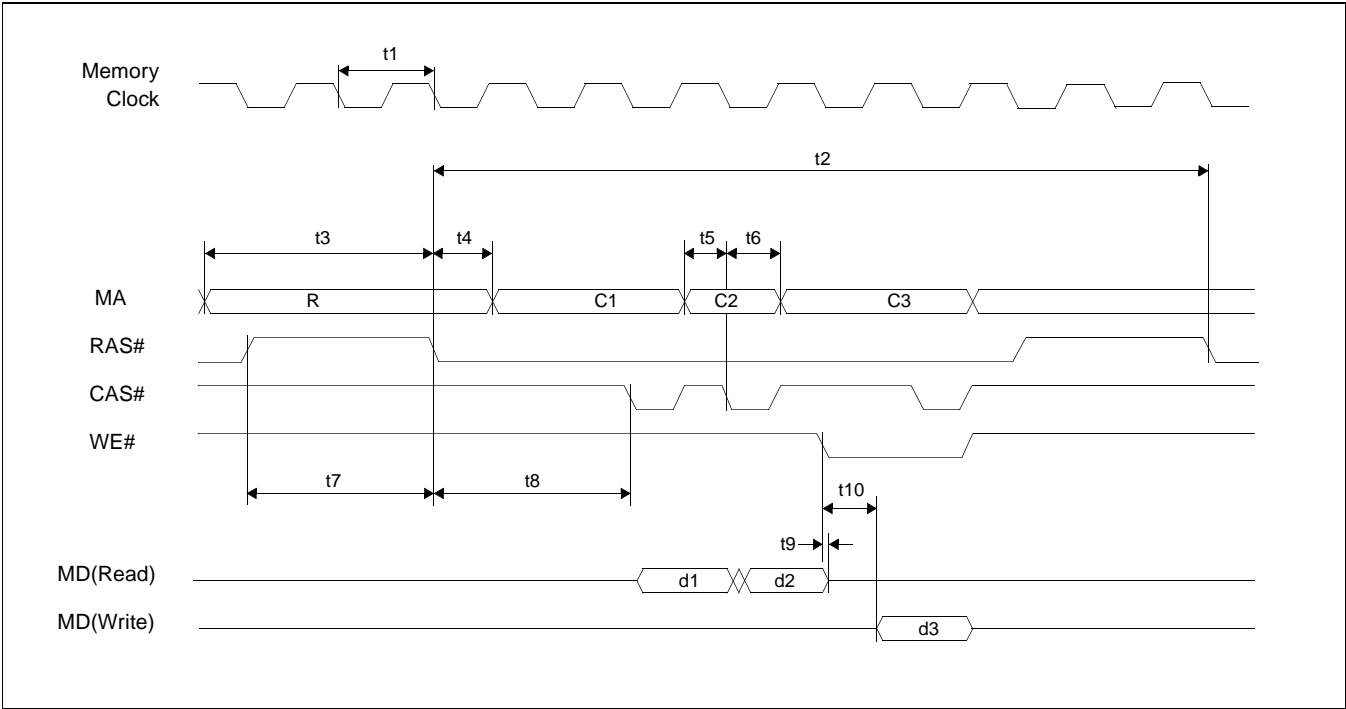 t1
Memory
Clock
t2
t3 t4 t5 t6
MA R C1 C2 C3
RAS#
CAS#
WE#
t7 t8 t10
t9
MD(Read) d1 d2
MD(Write) d3